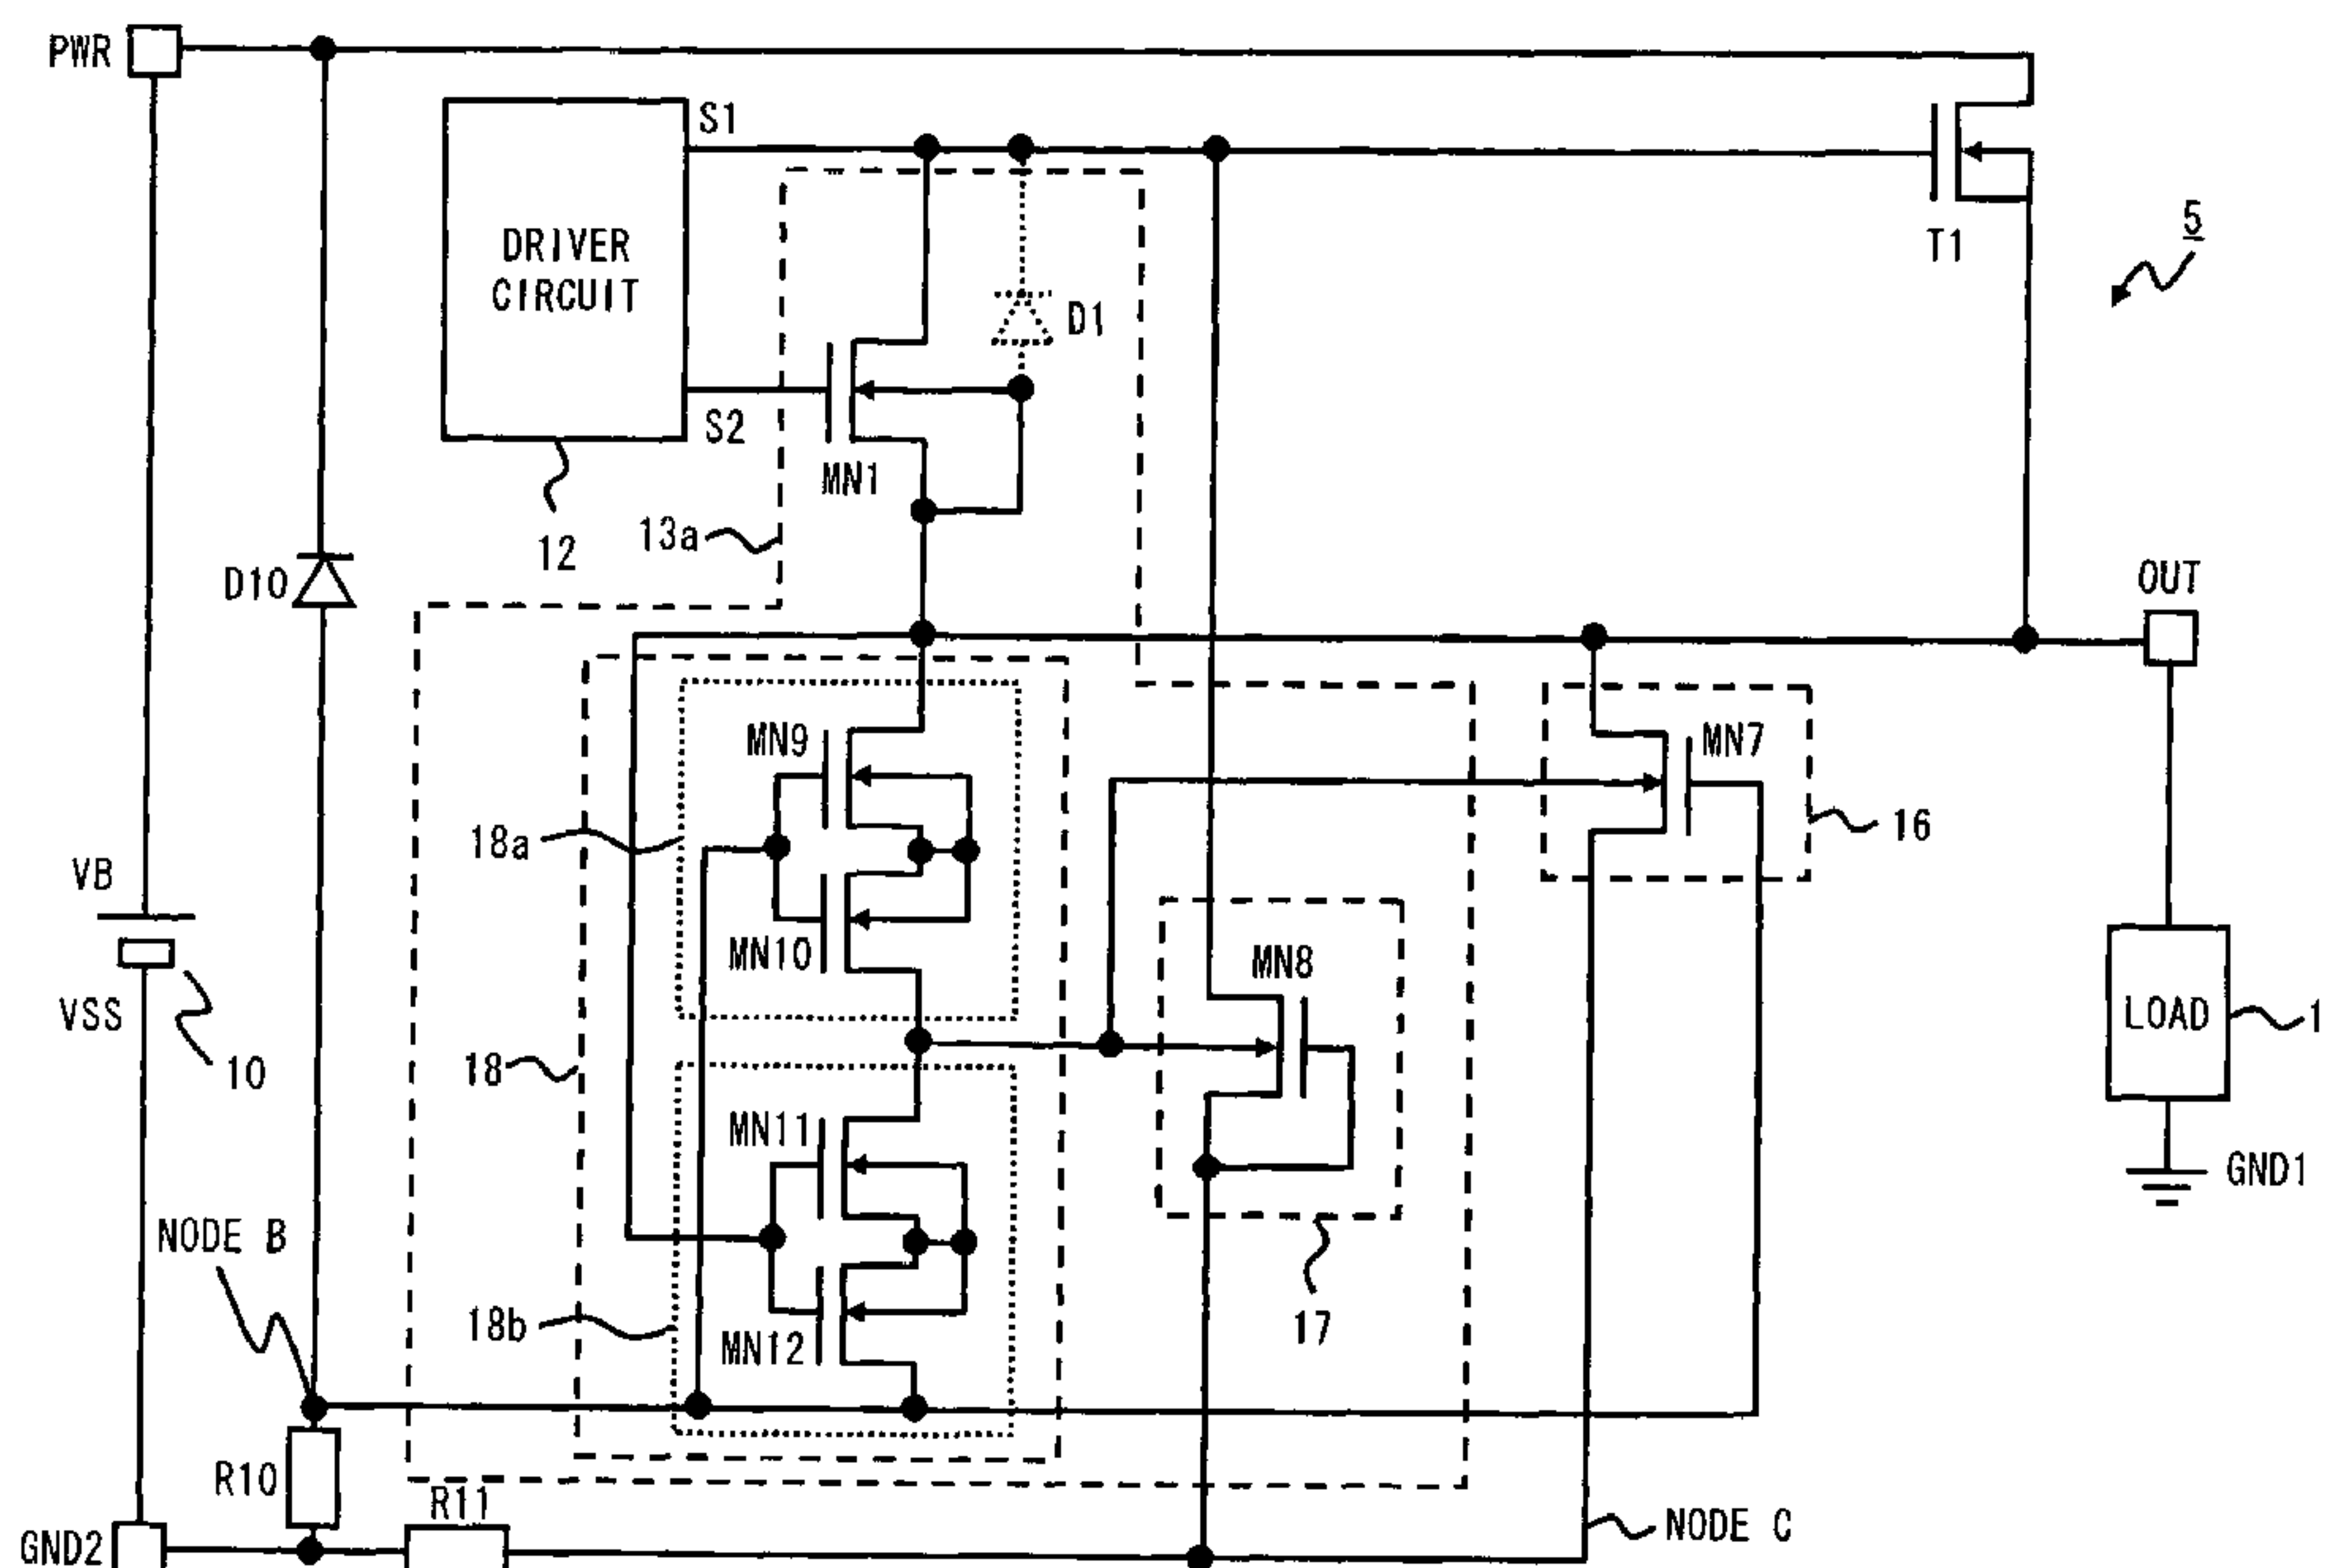 PWR
S1
DRIVER
CIRCUIT
5
T1
D1
S2
MN1
13a
12
D10
OUT
MN9
MN7
18a
16
VB
MN10
MN8
VSS
LOAD
1
10
18
MN11
GND1
NODE B
18b
17
MN12
R10
R11
NODE C
GND2